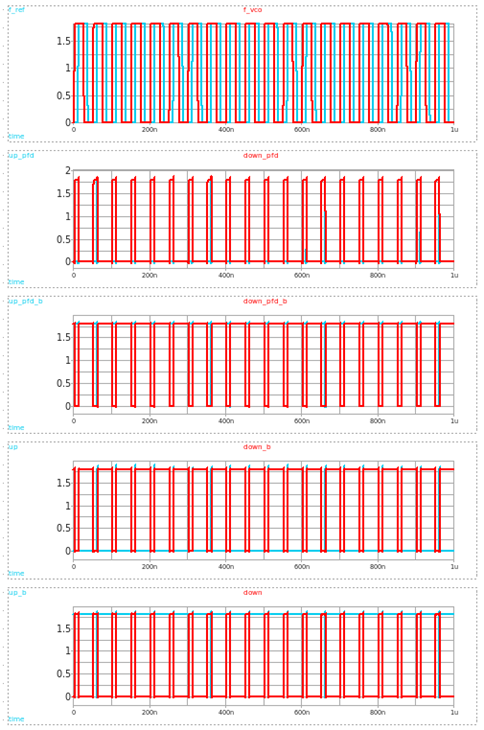 f_ref f_vco
1.5
1
0.5
0
0 200n 400n 600n 800n 1u
time
up_pfd down_pfd
2
1.5
1
0.5
0
0 200n 400n 600n 800n 1u
time
up_pfd_b down_pfd_b
1.5
1
0.5
0
0 200n 400n 600n 800n 1u
time
up down_b
1.5
1
0.5
0
0 200n 400n 600n 800n 1u
time
up_b down
1.5
1
0.5
0
0 200n 400n 600n 800n 1u
time